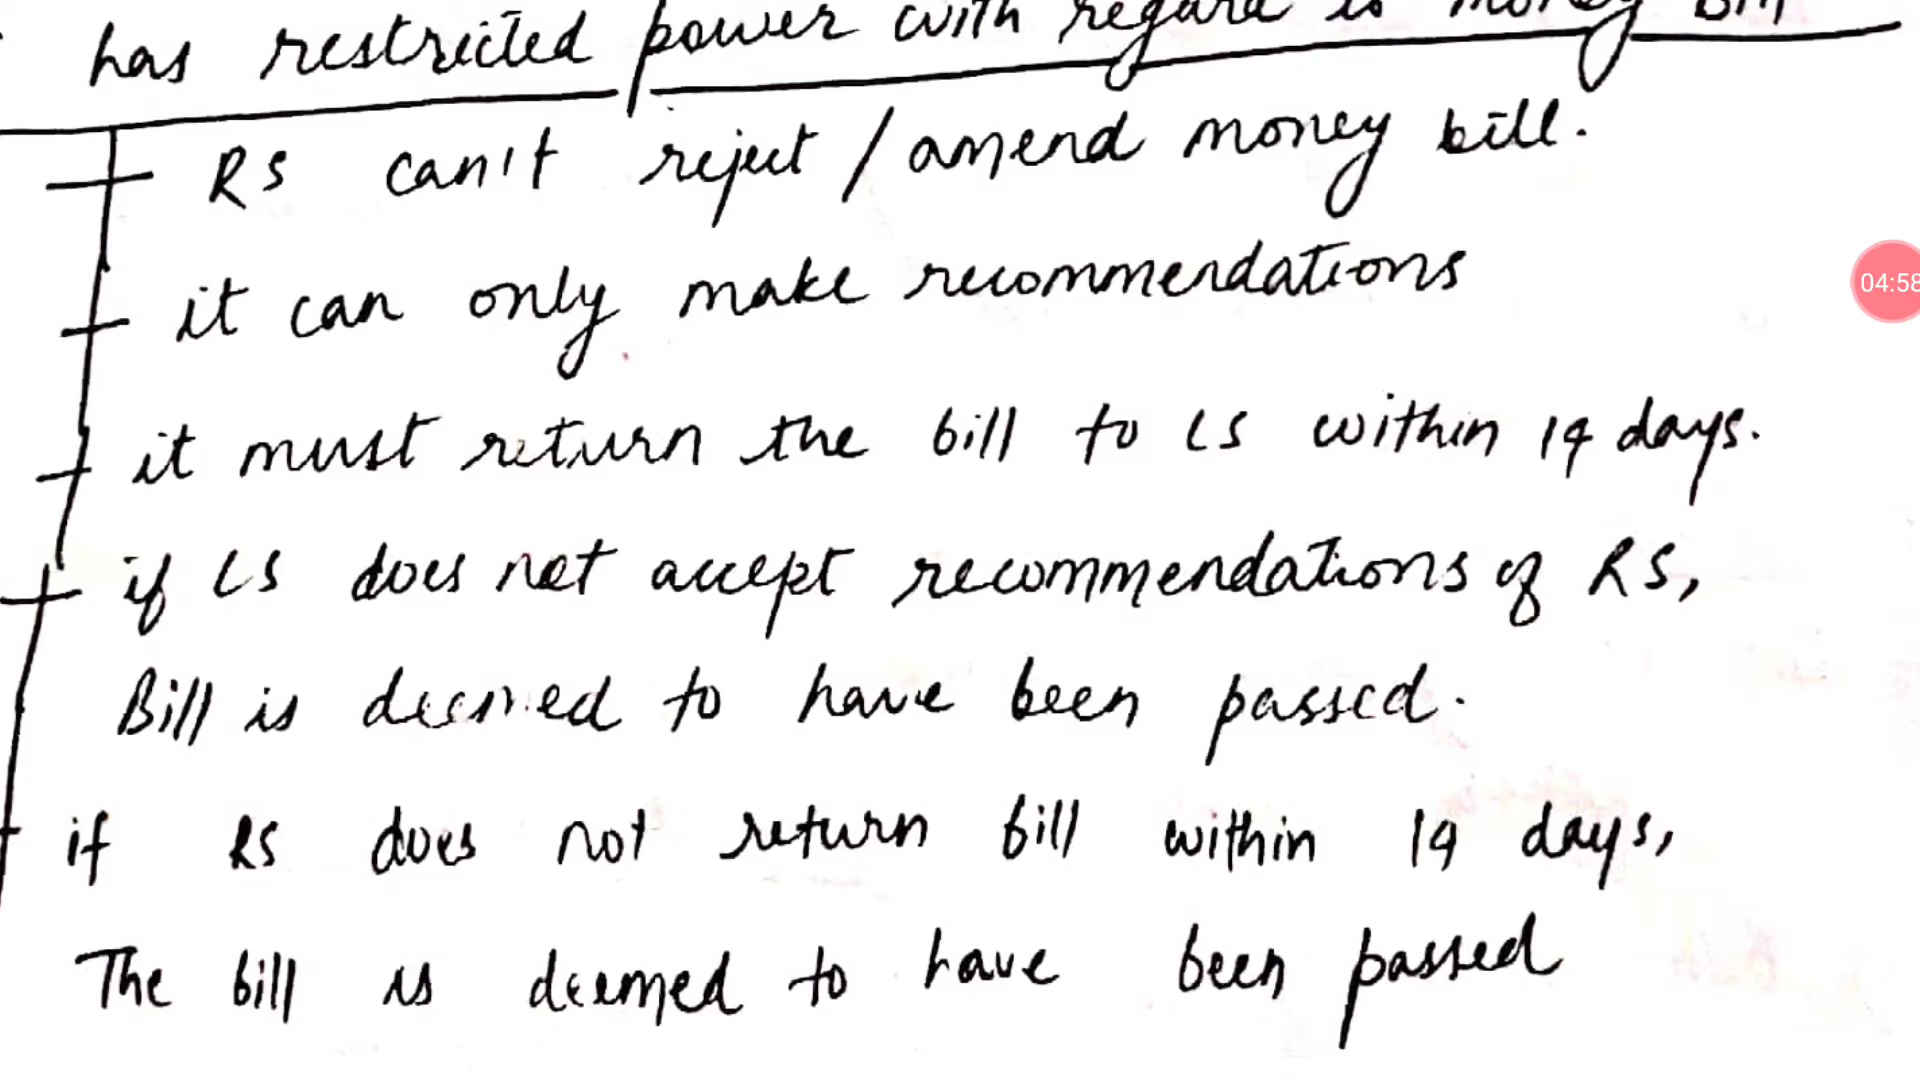 has restricted power with regard to money Bill
RS can't reject / amend money bill.
it can only make recommendations
04:58
it must return the bill to LS within 14 days.
if LS does not accept recommendations of RS,
Bill is deemed to have been passed.
if RS does not return bill within 14 days,
The bill is deemed to have been passed